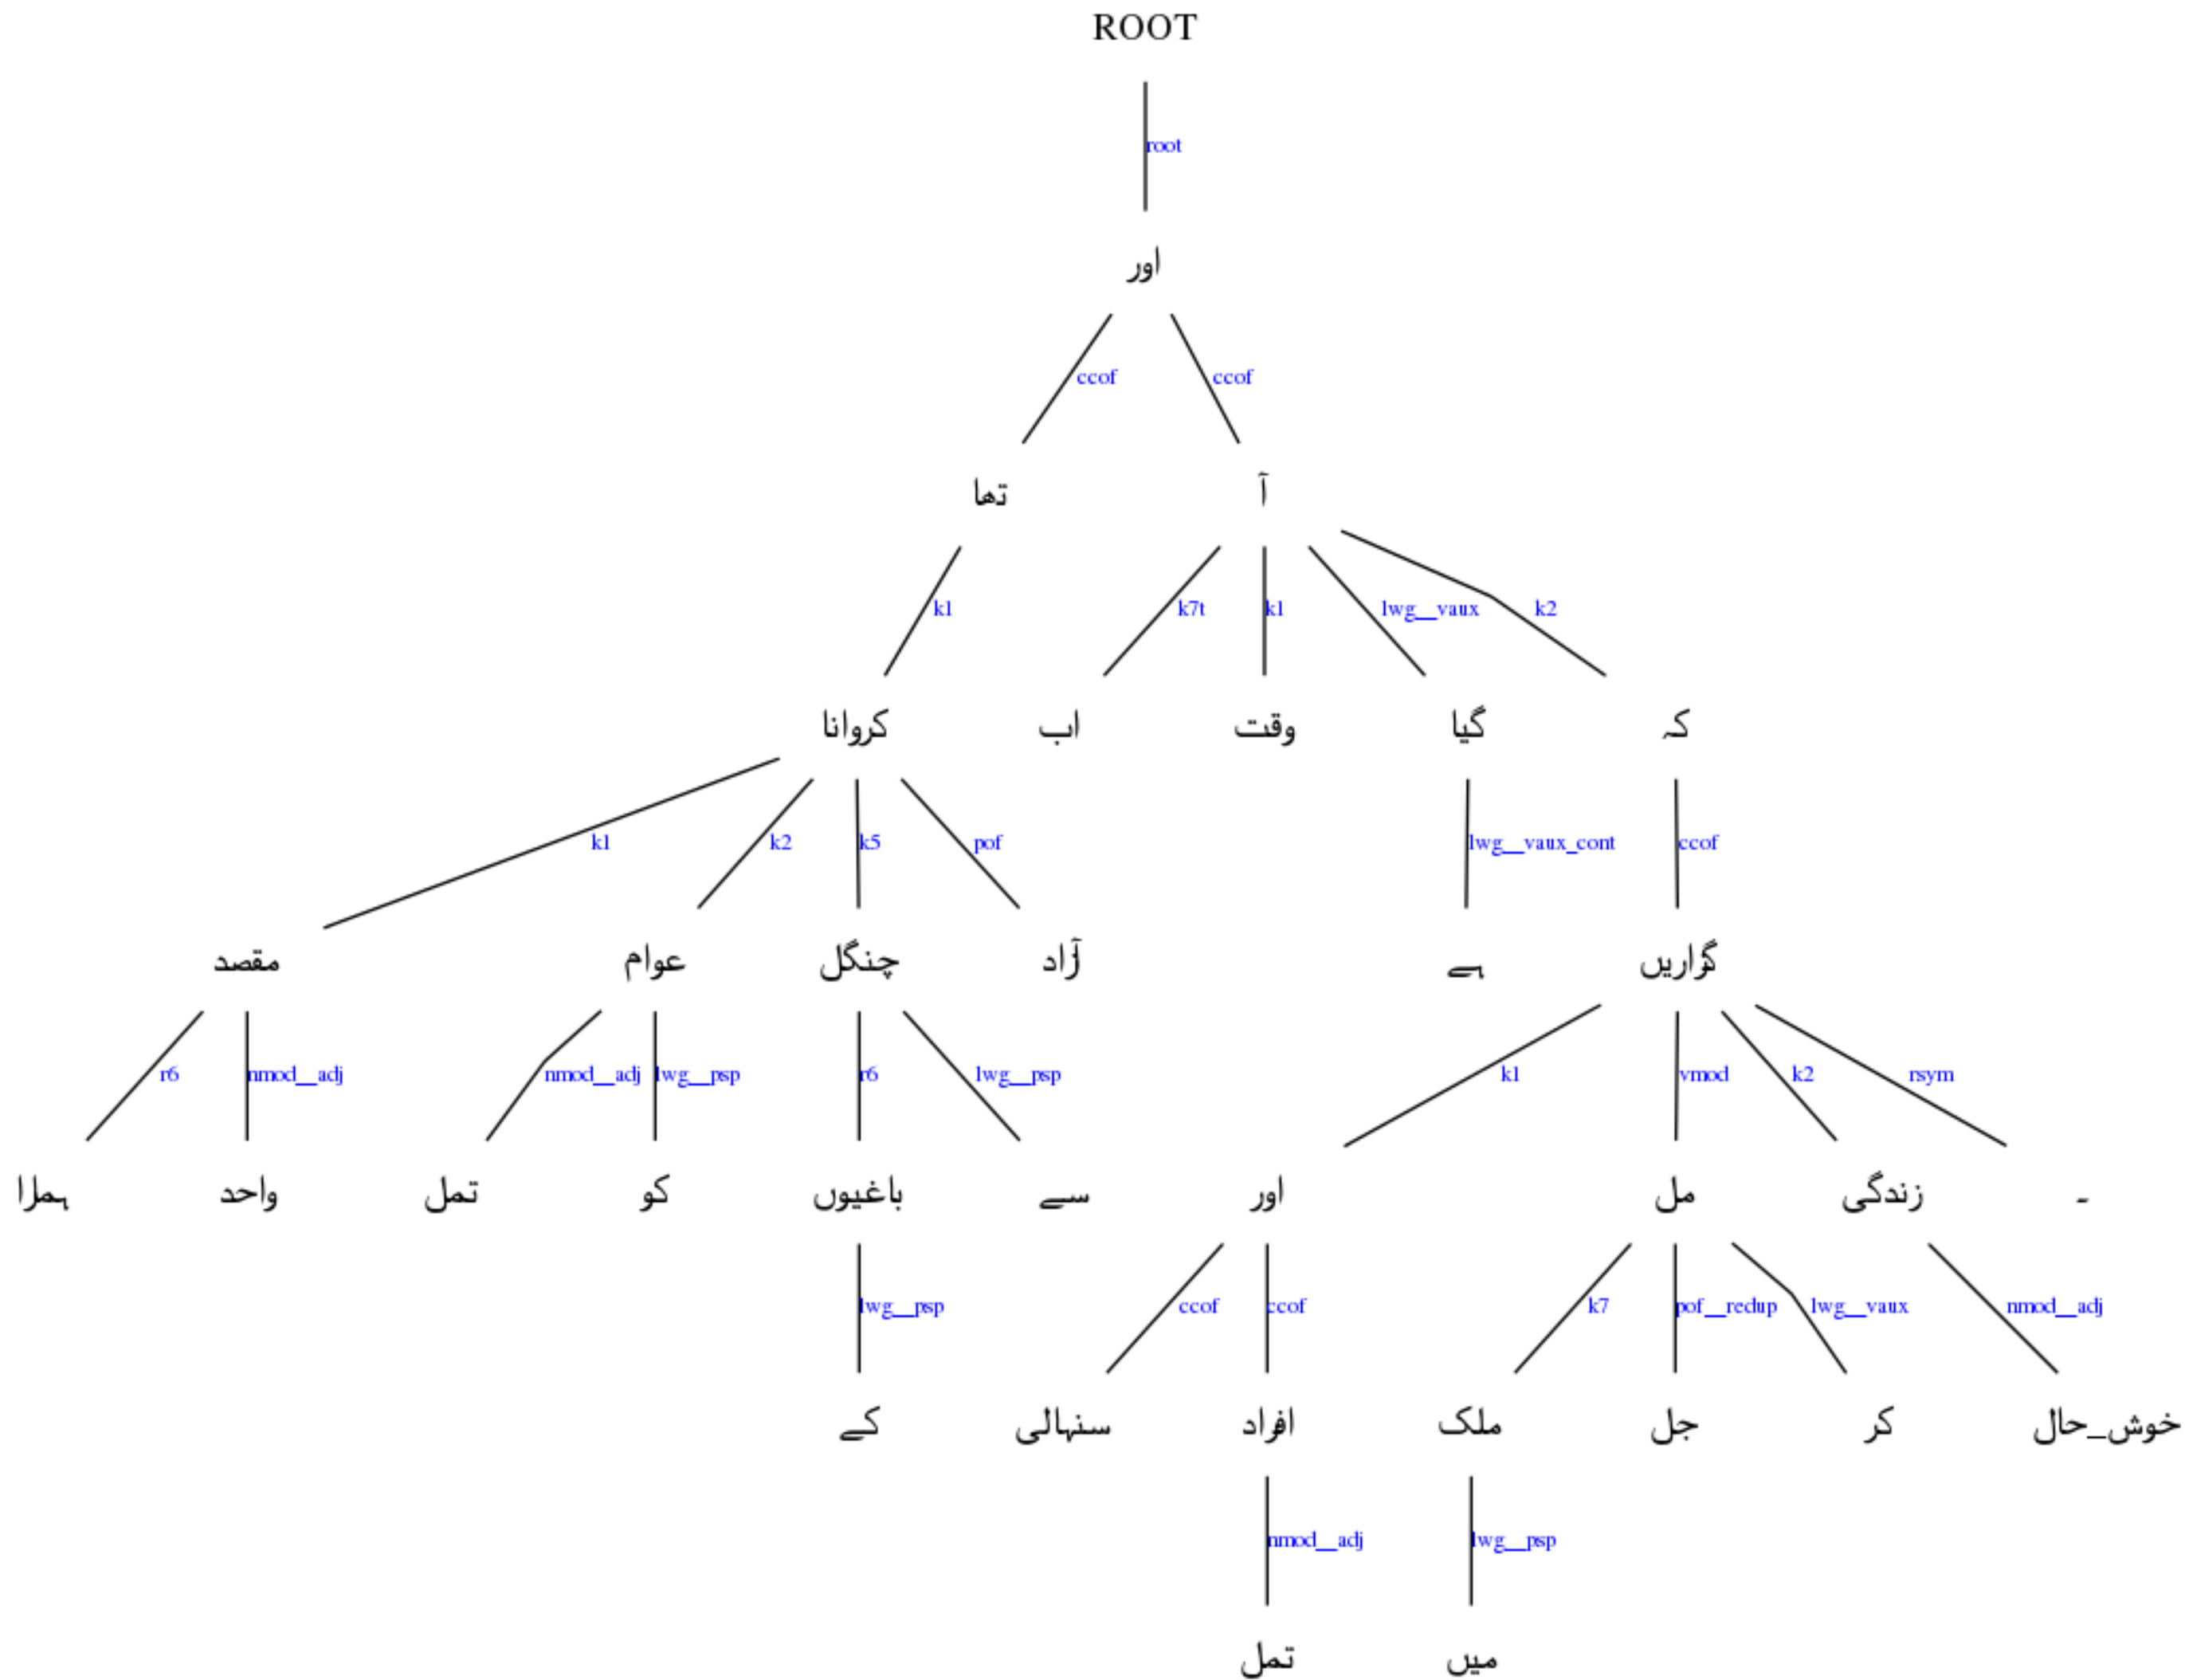 ROOT
root
اور
ccof ccof
تھا آ
k1 k7t k1 lwg__vaux k2
کروانا اب وقت گیا کہ
k1 k2 k5 pof lwg__vaux_cont ccof
مقصد عوام چنگل آزاد ہے گزاریں
r6 nmod__adj nmod__adj lwg__psp r6 lwg__psp k1 vmod k2 rsym
ہمارا واحد تمل کو باغیوں سے اور مل زندگی ۔
lwg__psp ccof ccof k7 pof__redup lwg__vaux nmod__adj
کے سنہالی افراد ملک جل کر خوش_حال
nmod__adj lwg__psp
تمل میں